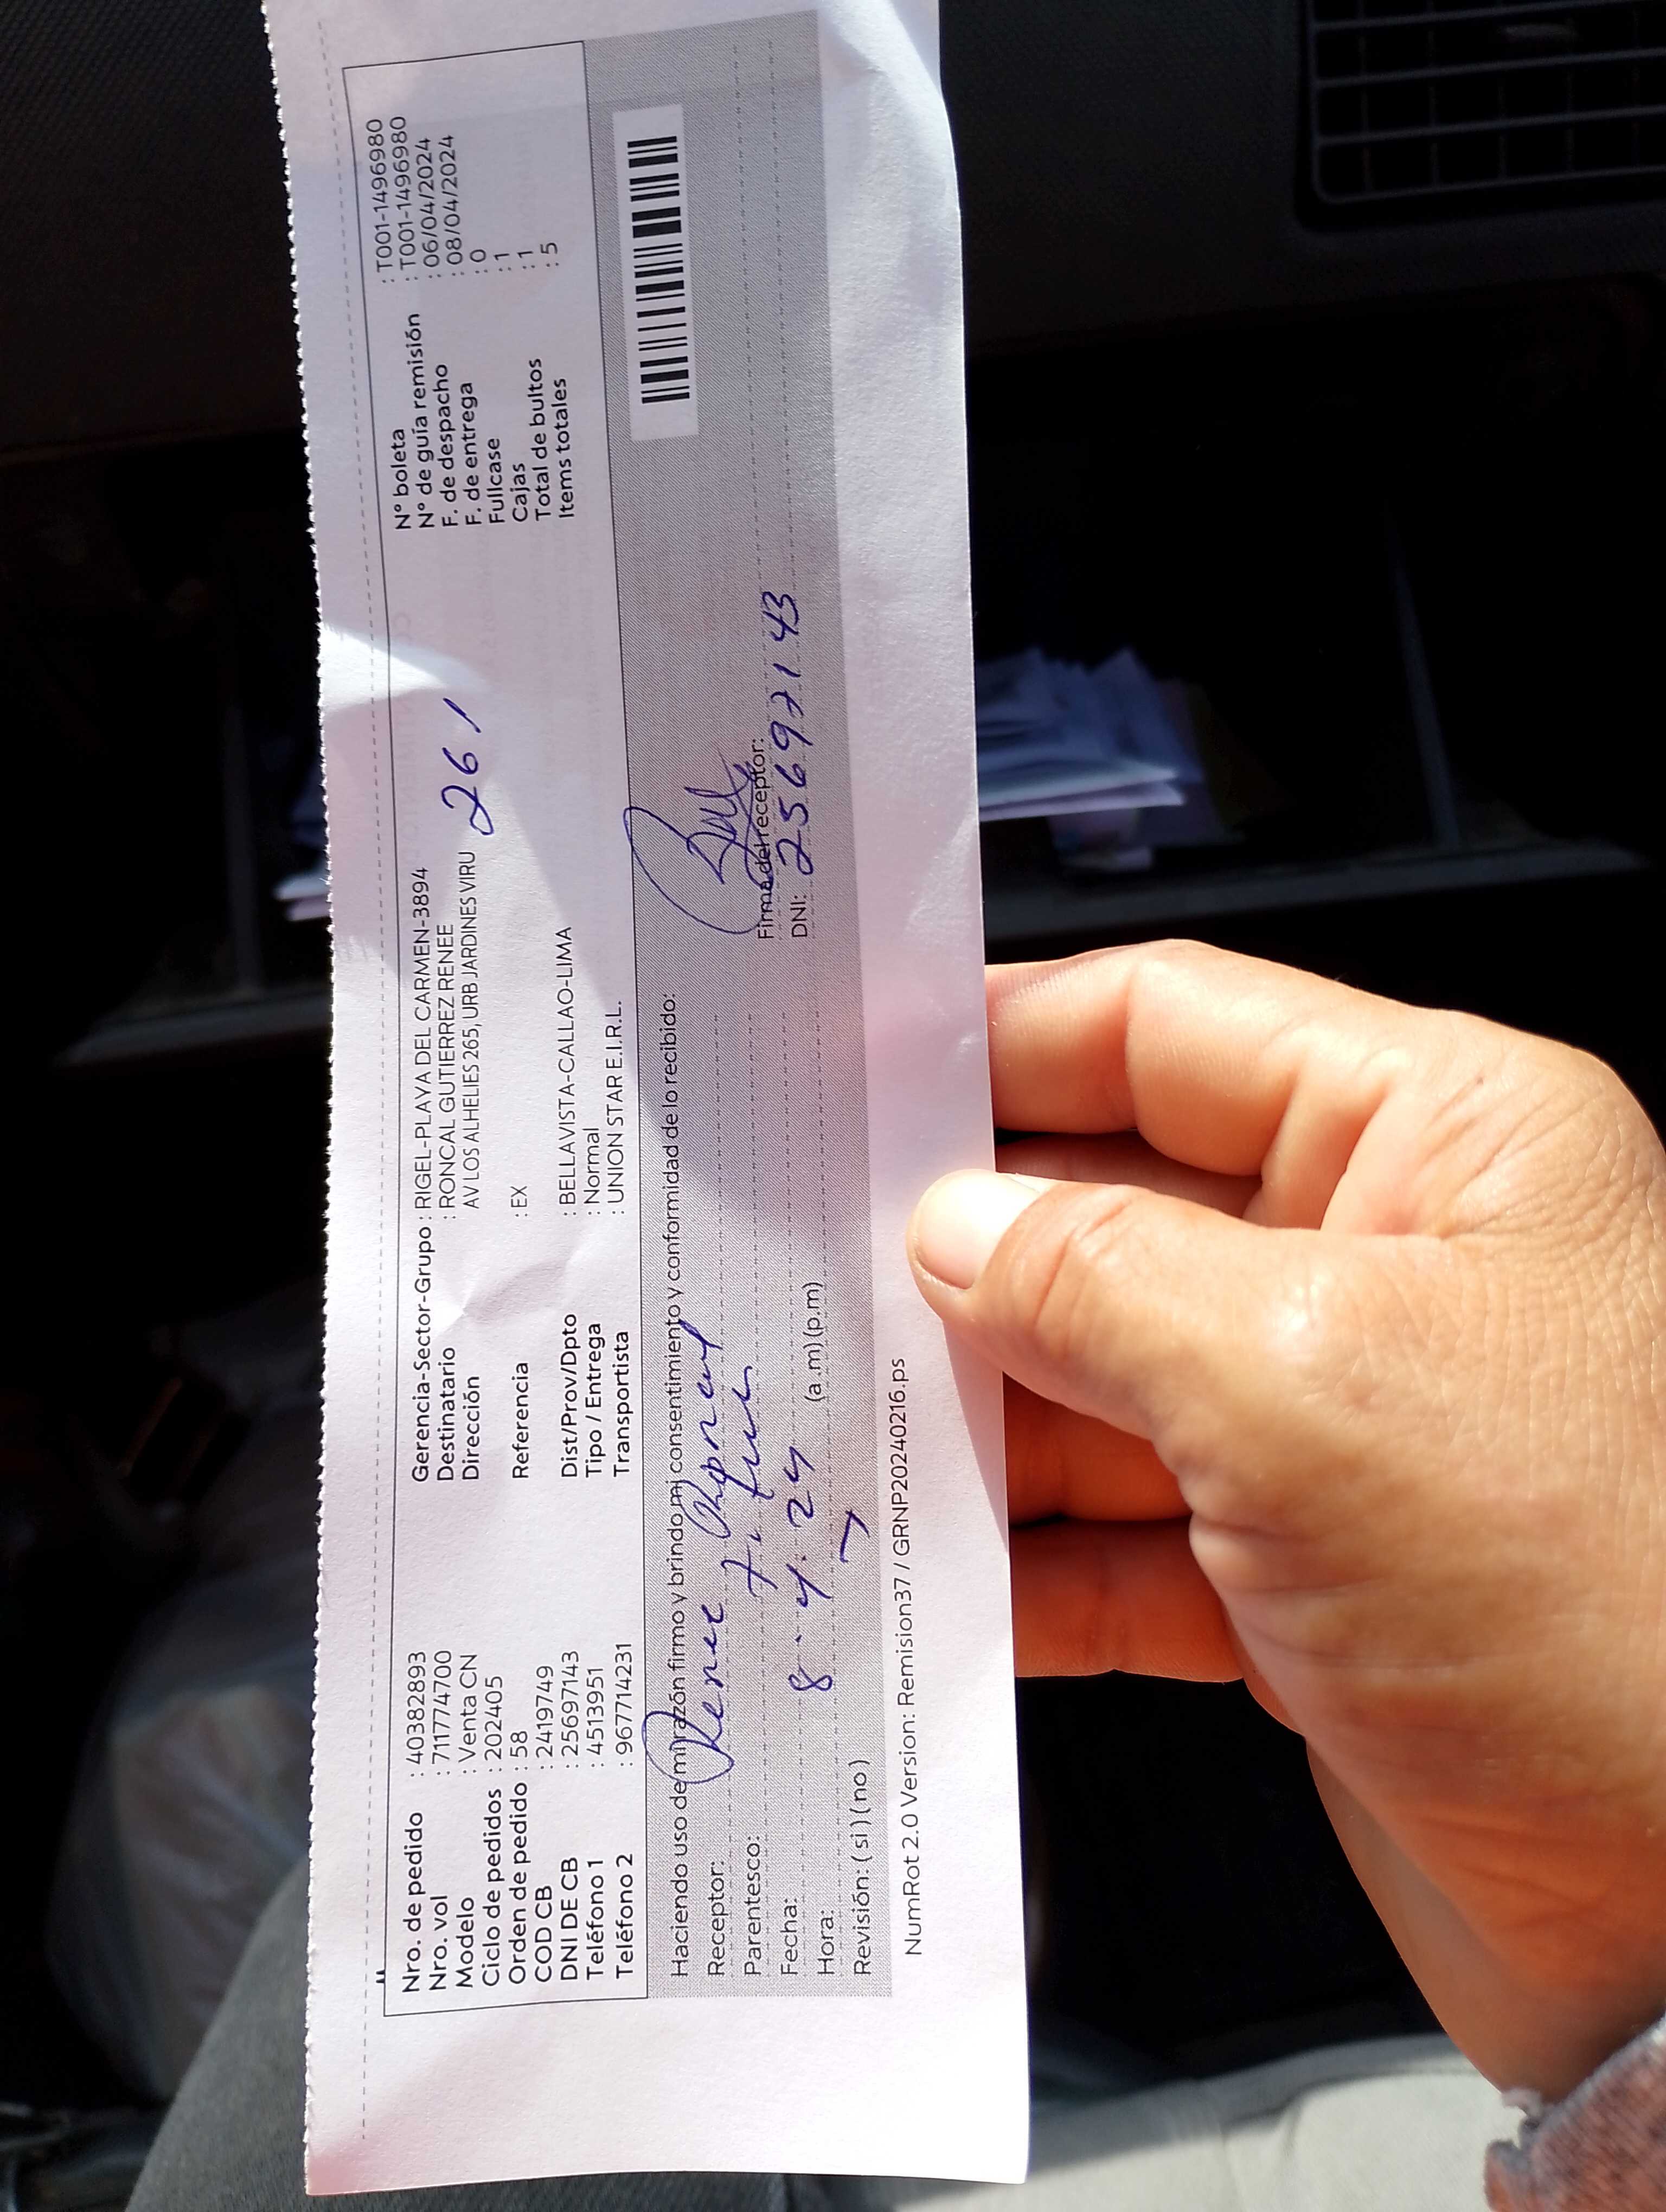 Nro. de pedido : 40382893 Gerencia-Sector-Grupo : RIGEL-PLAYA DEL CARMEN-3894 N° boleta : T001-1496980
Nro. vol : 711774700 Destinatario : RONCAL GUTIERREZ RENEE N° de guía remisión : T001-1496980
Modelo : Venta CN Dirección AV LOS ALHELIES 265, URB JARDINES VIRU 261 F. de despacho : 06/04/2024
Ciclo de pedidos : 202405 F. de entrega : 08/04/2024
Orden de pedido : 58 Referencia : EX Fullcase : 0
COD CB : 2419749 Cajas : 1
DNI DE CB : 25697143 Dist/Prov/Dpto : BELLAVISTA-CALLAO-LIMA Total de bultos : 1
Teléfono 1 : 4513951 Tipo / Entrega : Normal Items totales : 5
Teléfono 2 : 967714231 Transportista : UNION STAR E.I.R.L.
Haciendo uso de mi razón firmo y brindo mi consentimiento y conformidad de lo recibido:
Receptor: Renee
Parentesco:
Firma del receptor:
Fecha: 8 . 4 . 24 DNI: 25697143
Hora: (a.m) (p.m)
Revisión: ( si ) ( no )
NumRot 2.0 Version: Remision37 / GRNP20240216.ps